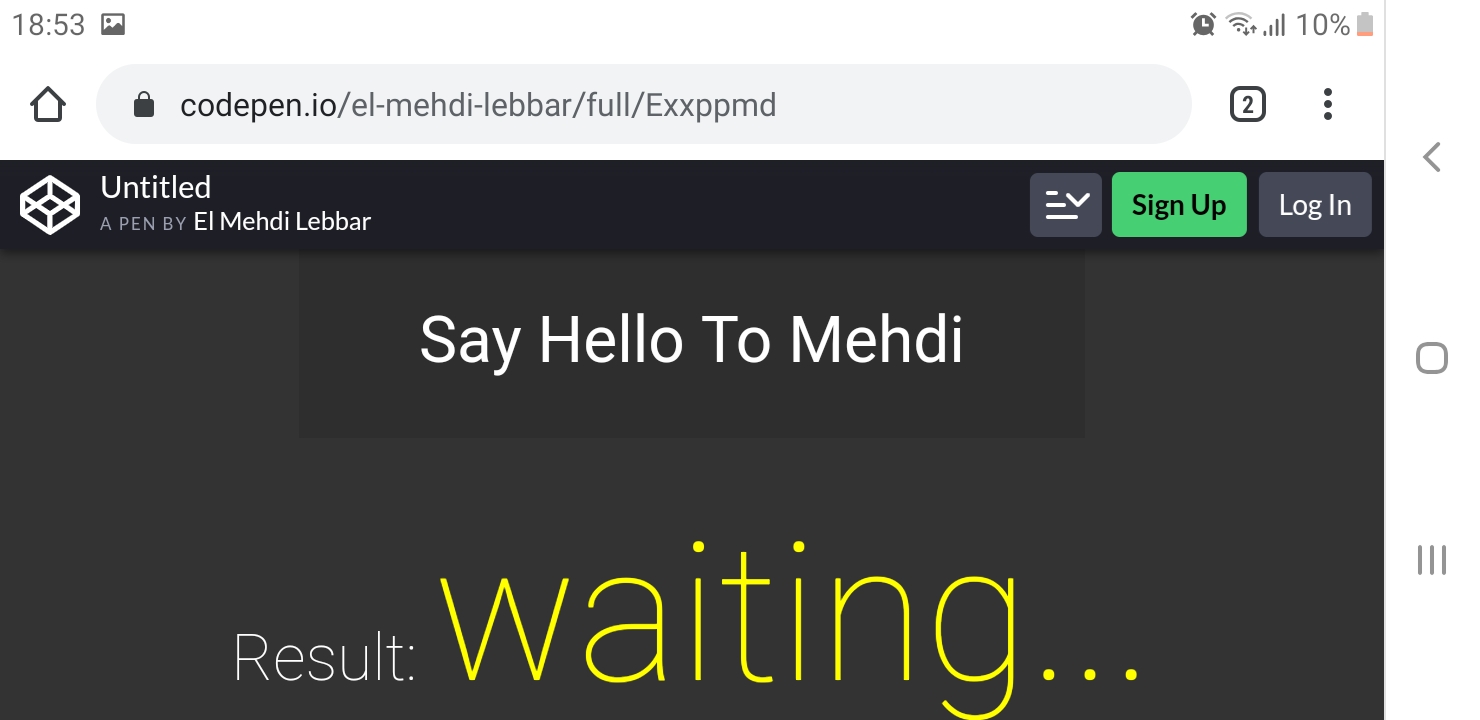 18:53 10%
codepen.io/el-mehdi-lebbar/full/Exxppmd 2
Untitled
A PEN BY El Mehdi Lebbar
Sign Up Log In
Say Hello To Mehdi
Result: waiting...